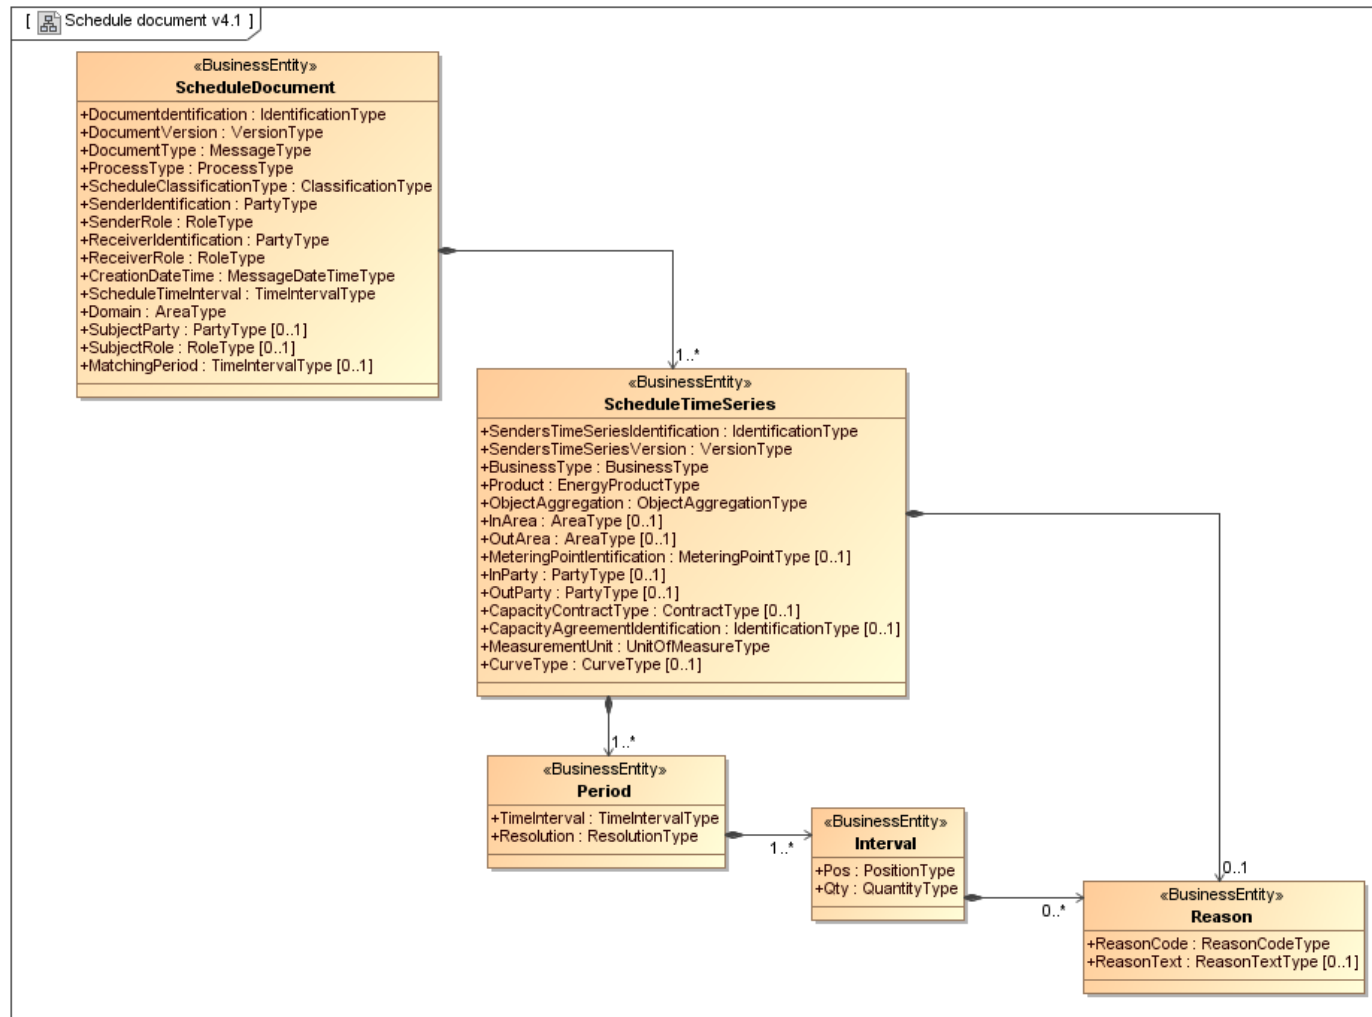 [ Schedule document v4.1 ]
«BusinessEntity»
ScheduleDocument
+DocumentdIentification : IdentificationType
+DocumentVersion : VersionType
+DocumentType : MessageType
+ProcessType : ProcessType
+ScheduleClassificationType : ClassificationType
+SenderIdentification : PartyType
+SenderRole : RoleType
+ReceiverIdentification : PartyType
+ReceiverRole : RoleType
+CreationDateTime : MessageDateTimeType
+ScheduleTimeInterval : TimeIntervalType
+Domain : AreaType
+SubjectParty : PartyType [0..1]
+SubjectRole : RoleType [0..1]
+MatchingPeriod : TimeIntervalType [0..1]
1..*
«BusinessEntity»
ScheduleTimeSeries
+SendersTimeSeriesIdentification : IdentificationType
+SendersTimeSeriesVersion : VersionType
+BusinessType : BusinessType
+Product : EnergyProductType
+ObjectAggregation : ObjectAggregationType
+InArea : AreaType [0..1]
+OutArea : AreaType [0..1]
+MeteringPointIentification : MeteringPointType [0..1]
+InParty : PartyType [0..1]
+OutParty : PartyType [0..1]
+CapacityContractType : ContractType [0..1]
+CapacityAgreementIdentification : IdentificationType [0..1]
+MeasurementUnit : UnitOfMeasureType
+CurveType : CurveType [0..1]
1..*
«BusinessEntity»
Period
+TimeInterval : TimeIntervalType
+Resolution : ResolutionType
1..*
«BusinessEntity»
Interval
+Pos : PositionType
+Qty : QuantityType
0..*
0..1
«BusinessEntity»
Reason
+ReasonCode : ReasonCodeType
+ReasonText : ReasonTextType [0..1]